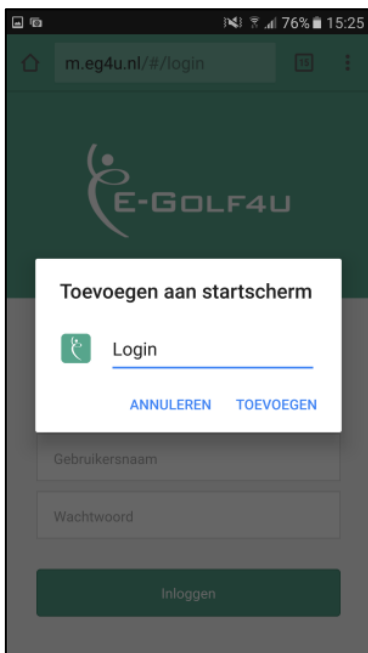 76% 15:25
m.eg4u.nl/#/login
15
E-GOLF4U
Toevoegen aan startscherm
Login
ANNULEREN TOEVOEGEN
Gebruikersnaam
Wachtwoord
Inloggen